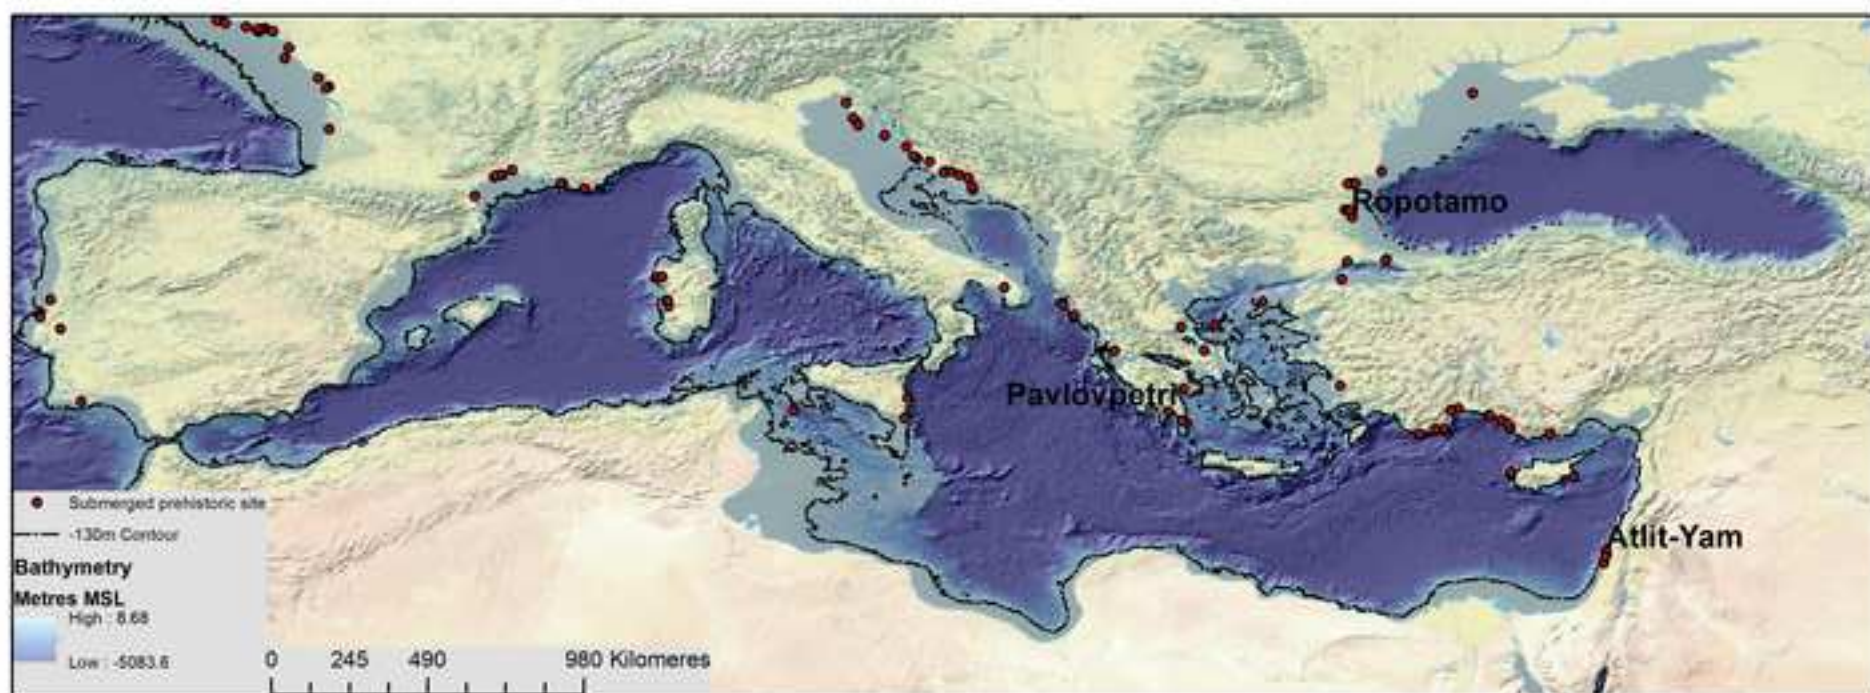 Ropotamo
Pavlovpetri
Atlit-Yam
Submerged prehistoric site
-130m Contour
Bathymetry
Metres MSL
High : 8.68
Low : -5083.6
0 245 490 980 Kilomeres